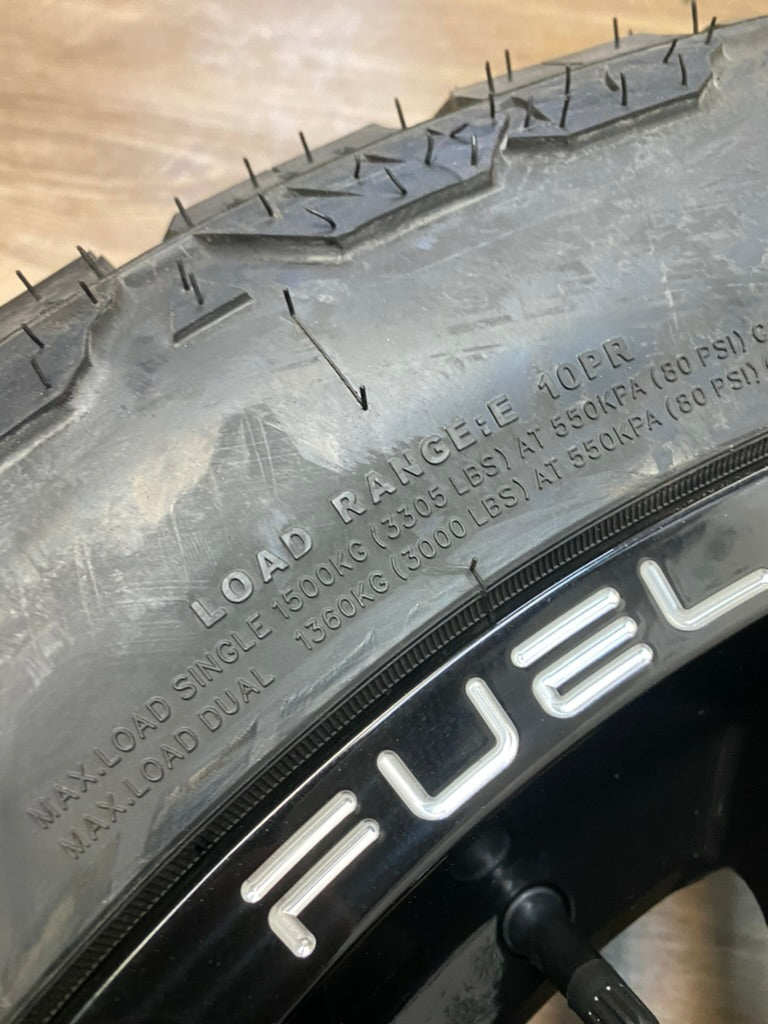 LOAD RANGE:E 10PR
MAX.LOAD SINGLE 1500KG (3305 LBS) AT 550KPA (80 PSI)
MAX.LOAD DUAL 1360KG (3000 LBS) AT 550KPA (80 PSI)
FUEL